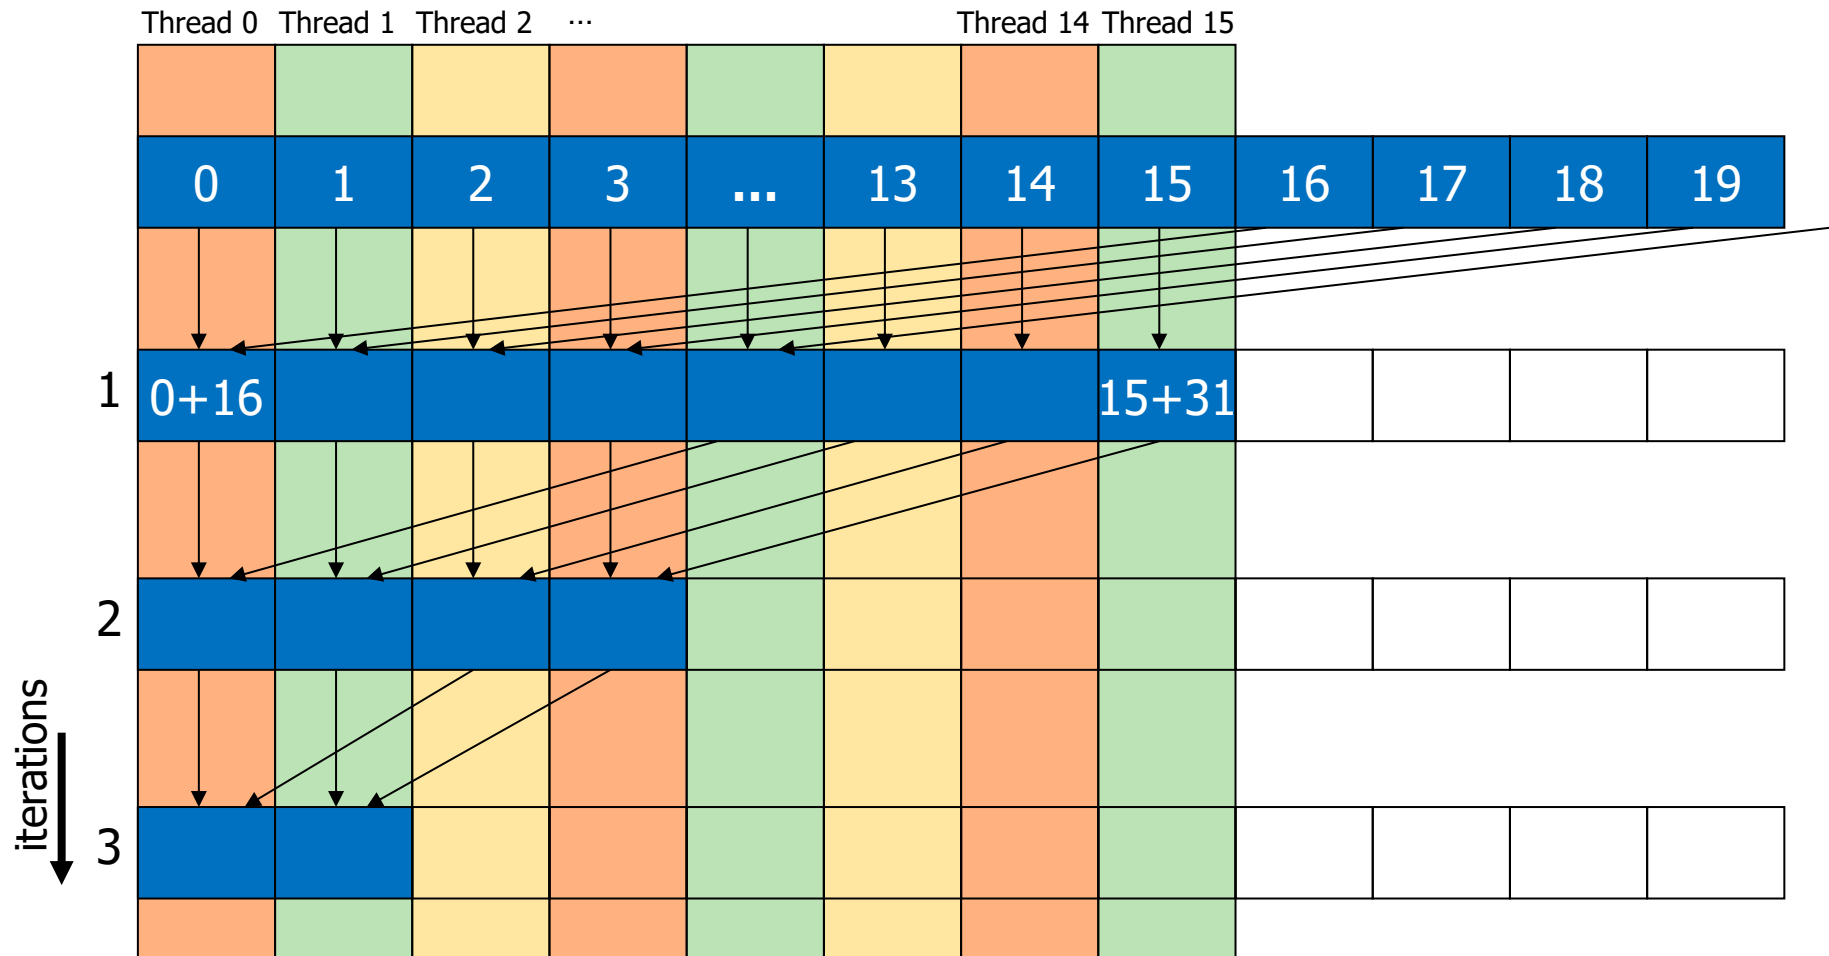 Thread 0 Thread 1 Thread 2 ... Thread 14 Thread 15
0 1 2 3 ... 13 14 15 16 17 18 19
1 0+16 15+31
2
iterations
3